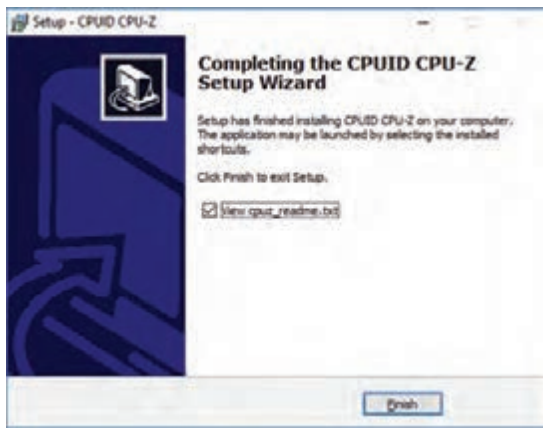 Setup - CPUID CPU-Z
Completing the CPUID CPU-Z
Setup Wizard
Setup has finished installing CPUID CPU-Z on your computer.
The application may be launched by selecting the installed
shortcuts.
Click Finish to exit Setup.
View cpuz_readme.txt
Finish